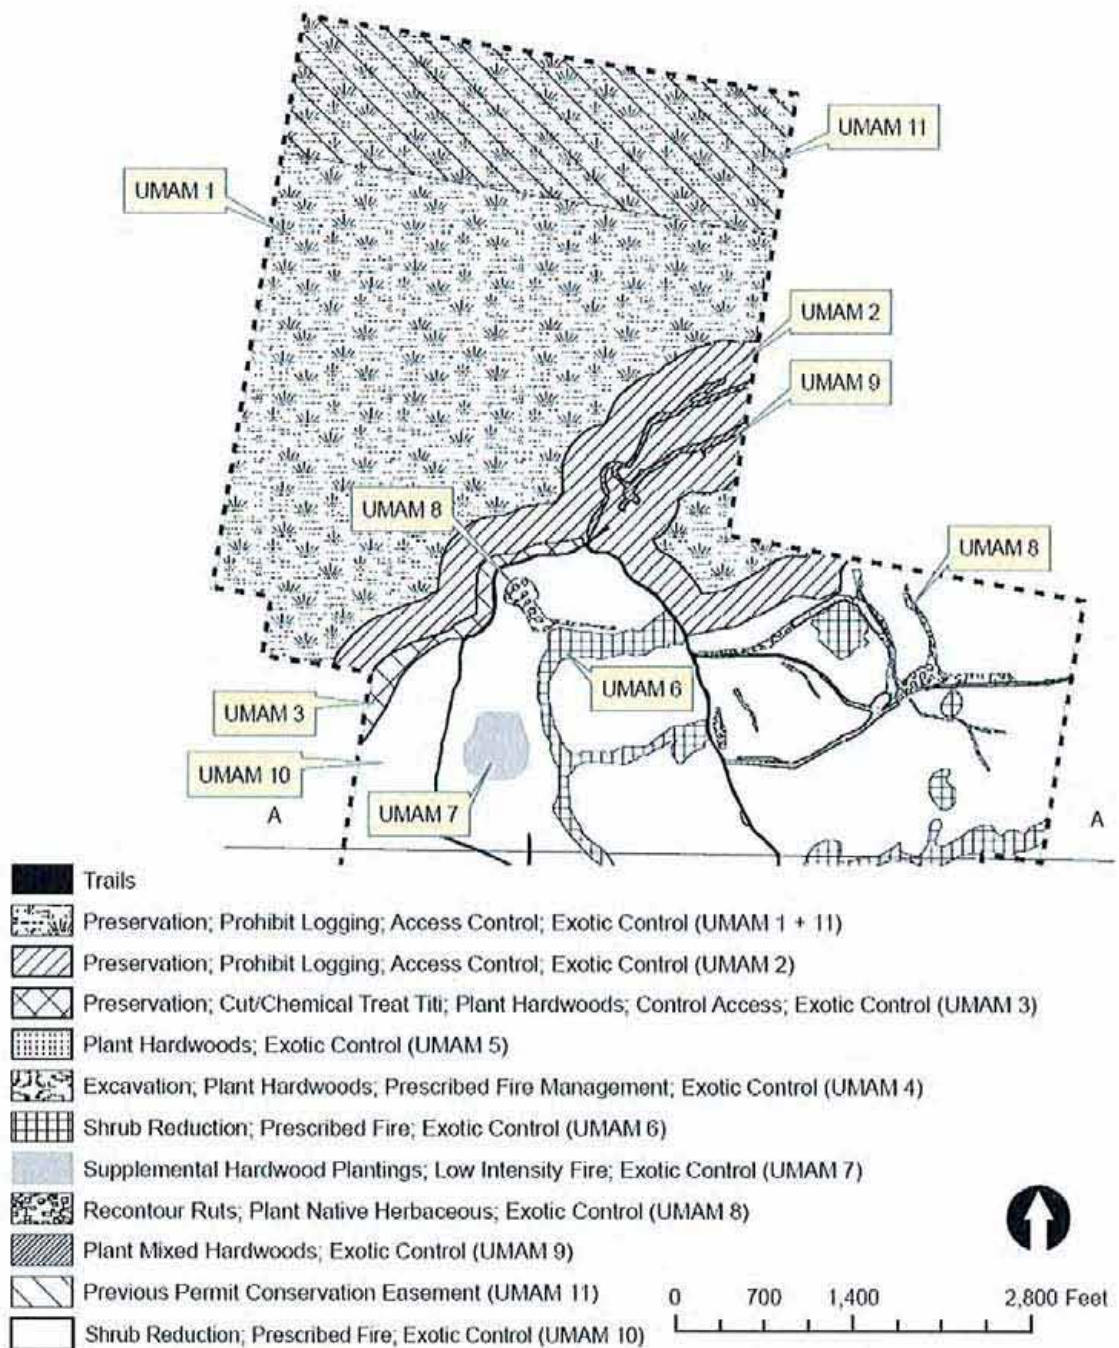 UMAM 11
UMAM 1
UMAM 2
UMAM 9
UMAM 8
UMAM 8
UMAM 6
UMAM 3
UMAM 10
UMAM 7
A
A
Trails
Preservation; Prohibit Logging; Access Control; Exotic Control (UMAM 1 + 11)
Preservation; Prohibit Logging; Access Control; Exotic Control (UMAM 2)
Preservation; Cut/Chemical Treat Titi; Plant Hardwoods; Control Access; Exotic Control (UMAM 3)
Plant Hardwoods; Exotic Control (UMAM 5)
Excavation; Plant Hardwoods; Prescribed Fire Management; Exotic Control (UMAM 4)
Shrub Reduction; Prescribed Fire; Exotic Control (UMAM 6)
Supplemental Hardwood Plantings; Low Intensity Fire; Exotic Control (UMAM 7)
Recontour Ruts; Plant Native Herbaceous; Exotic Control (UMAM 8)
Plant Mixed Hardwoods; Exotic Control (UMAM 9)
Previous Permit Conservation Easement (UMAM 11)
Shrub Reduction; Prescribed Fire; Exotic Control (UMAM 10)
0 700 1,400 2,800 Feet